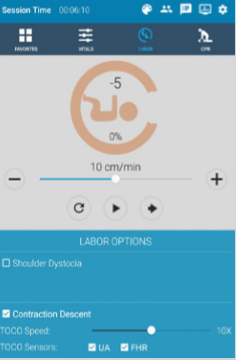 Session Time 00:06:10
FAVORITES VITALS LABOR CPR
-5
0%
10 cm/min
LABOR OPTIONS
Shoulder Dystocia
Contraction Descent
TOCO Speed: 10X
TOCO Sensors: UA FHR